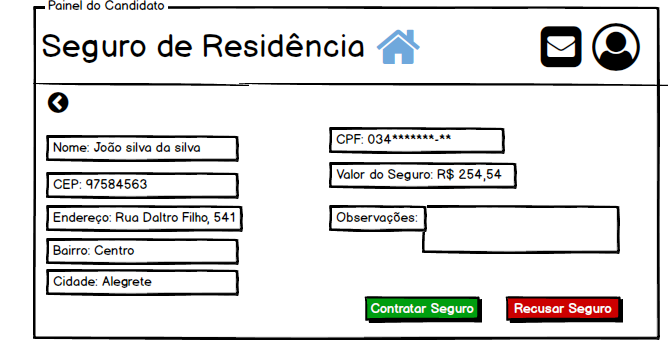 Painel do Candidato
Seguro de Residência
Nome: João silva da silva
CEP: 97584563
Endereço: Rua Daltro Filho, 541
Bairro: Centro
Cidade: Alegrete
CPF: 034*******-**
Valor do Seguro: R$ 254,54
Observações:
Contratar Seguro
Recusar Seguro